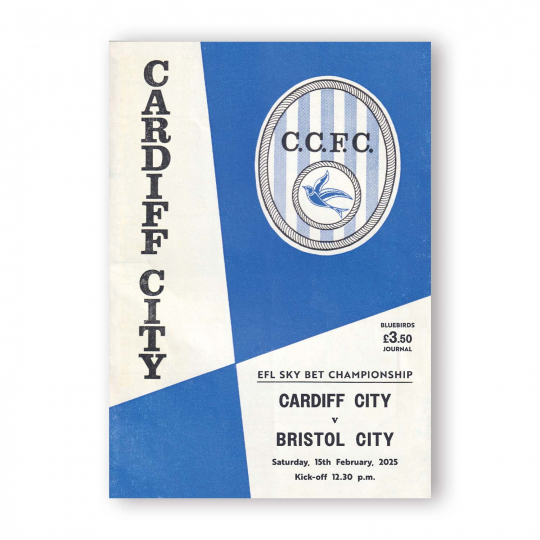 CARDIFF CITY
C.C.F.C.
BLUEBIRDS
£3.50
JOURNAL
EFL SKY BET CHAMPIONSHIP
CARDIFF CITY
v
BRISTOL CITY
Saturday, 15th February, 2025
Kick-off 12.30 p.m.